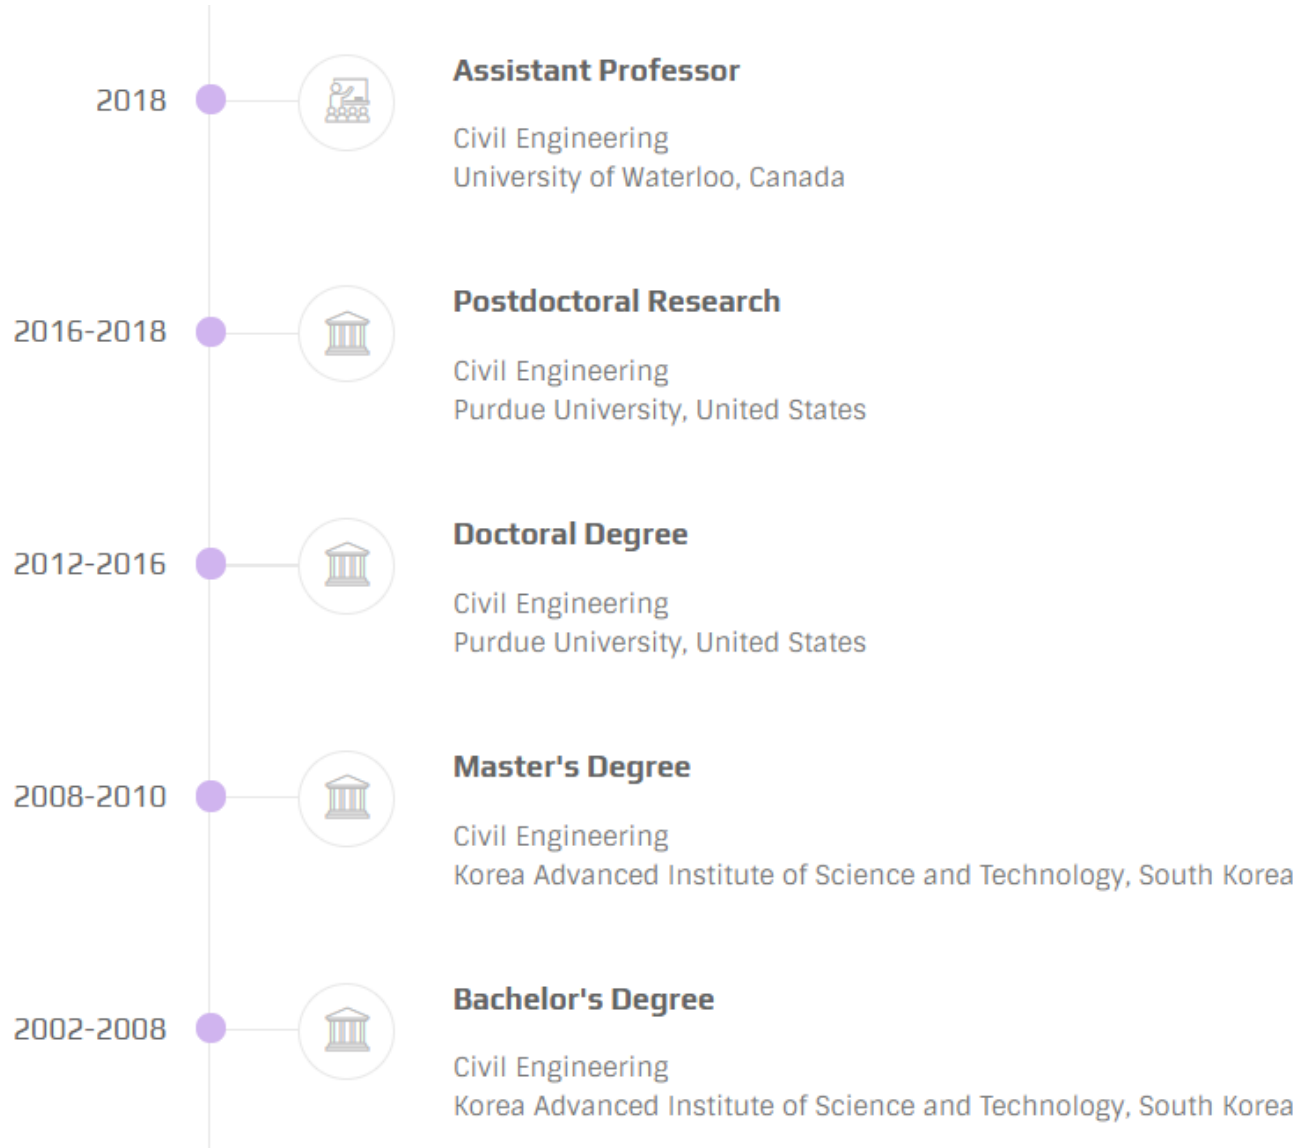 2018
Assistant Professor
Civil Engineering
University of Waterloo, Canada
2016-2018
Postdoctoral Research
Civil Engineering
Purdue University, United States
2012-2016
Doctoral Degree
Civil Engineering
Purdue University, United States
2008-2010
Master's Degree
Civil Engineering
Korea Advanced Institute of Science and Technology, South Korea
2002-2008
Bachelor's Degree
Civil Engineering
Korea Advanced Institute of Science and Technology, South Korea